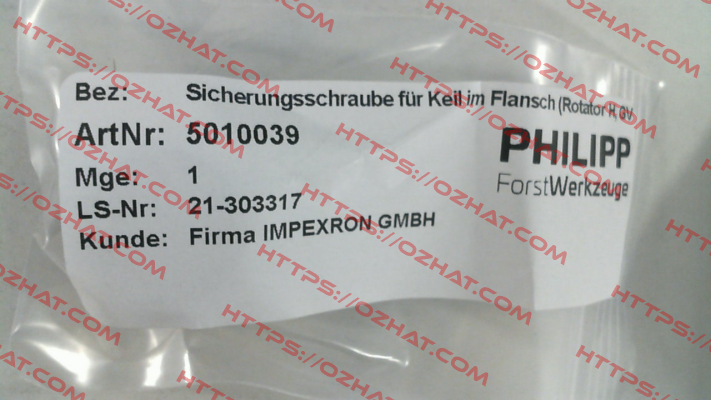 Bez: Sicherungsschraube für Keil im Flansch (Rotator
ArtNr: 5010039
Mge: 1
LS-Nr: 21-303317
Kunde: Firma IMPEXRON GMBH
PHILIPP
ForstWerkzeuge
HTTPS://OZHAT.COM